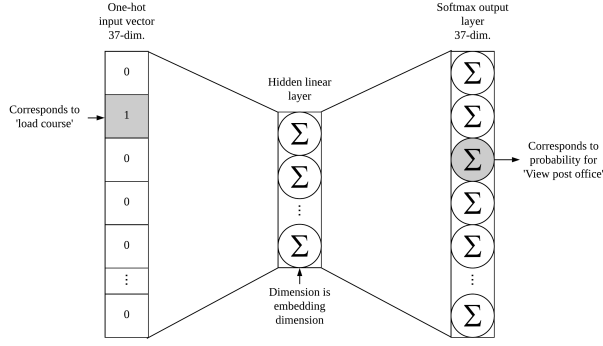 One-hot
input vector
37-dim.
0
Corresponds to
'load course'
1
0
0
0
⋮
0
Hidden linear
layer
Σ
Σ
⋮
Σ
Dimension is
embedding
dimension
Softmax output
layer
37-dim.
Σ
Σ
Σ
Corresponds to
probability for
'View post office'
Σ
Σ
⋮
Σ